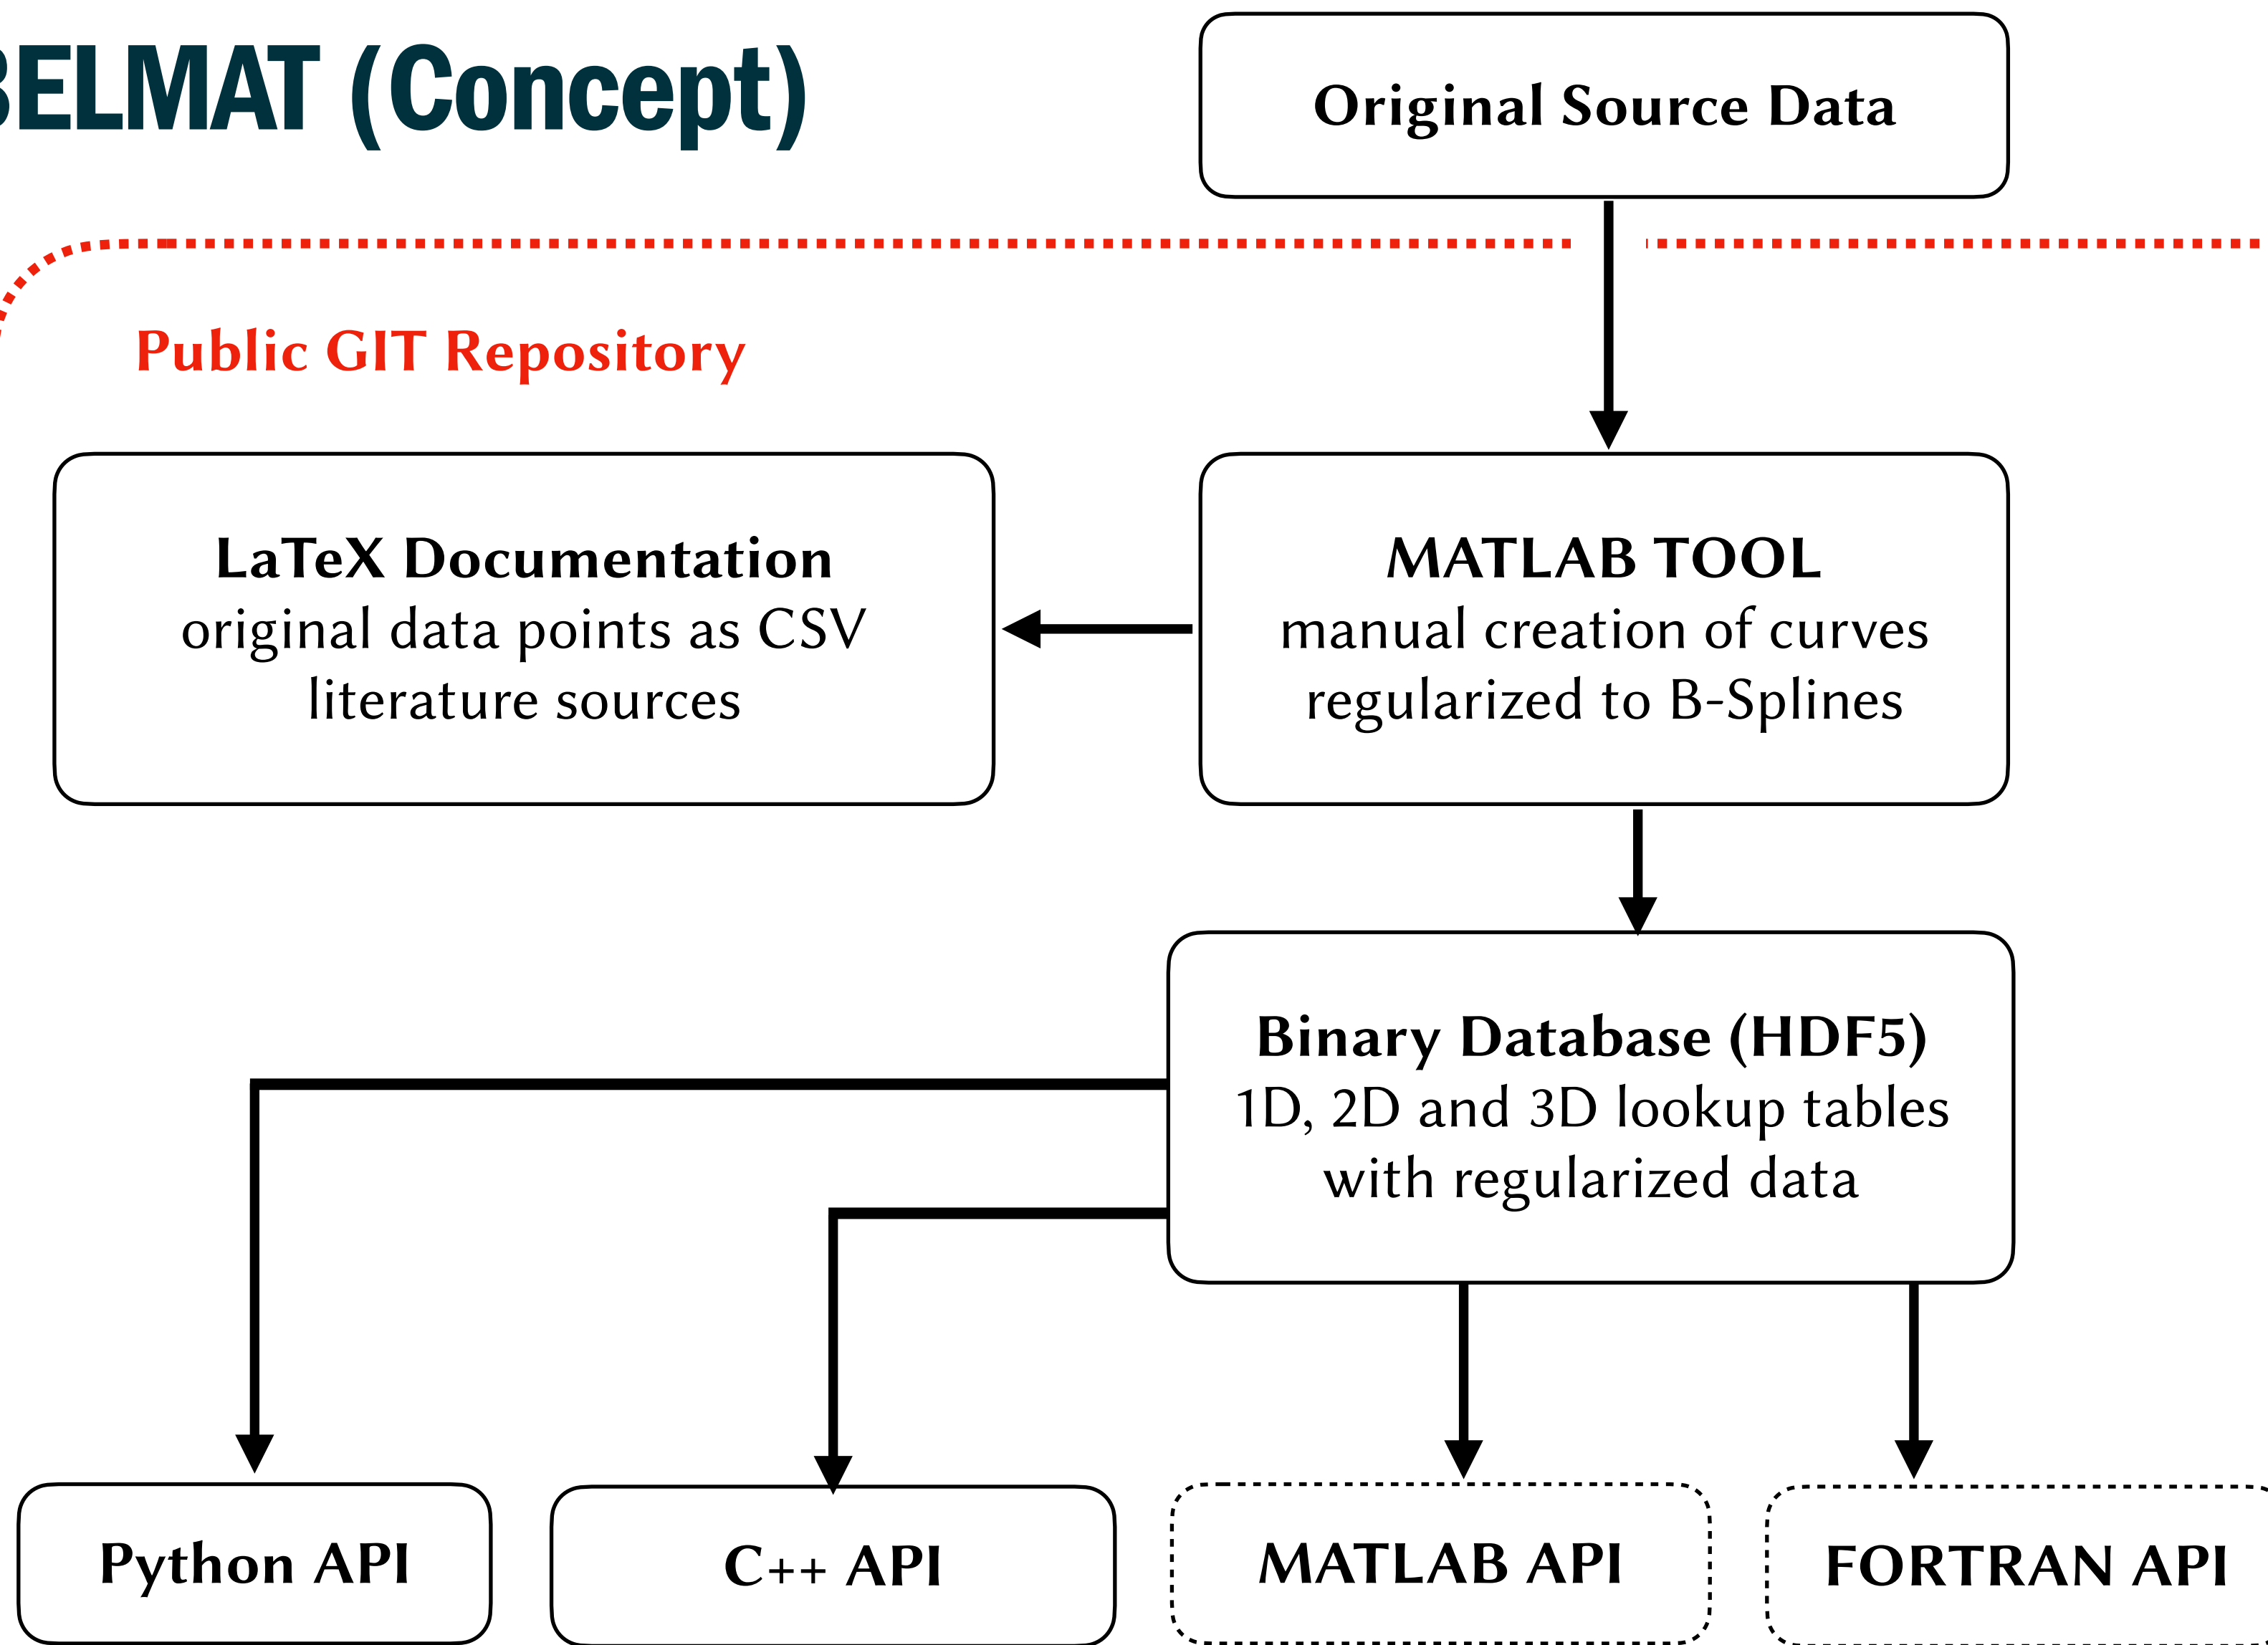 BELMAT (Concept)
Original Source Data
Public GIT Repository
LaTeX Documentation
original data points as CSV
literature sources
MATLAB TOOL
manual creation of curves
regularized to B-Splines
Binary Database (HDF5)
1D, 2D and 3D lookup tables
with regularized data
Python API
C++ API
MATLAB API
FORTRAN API